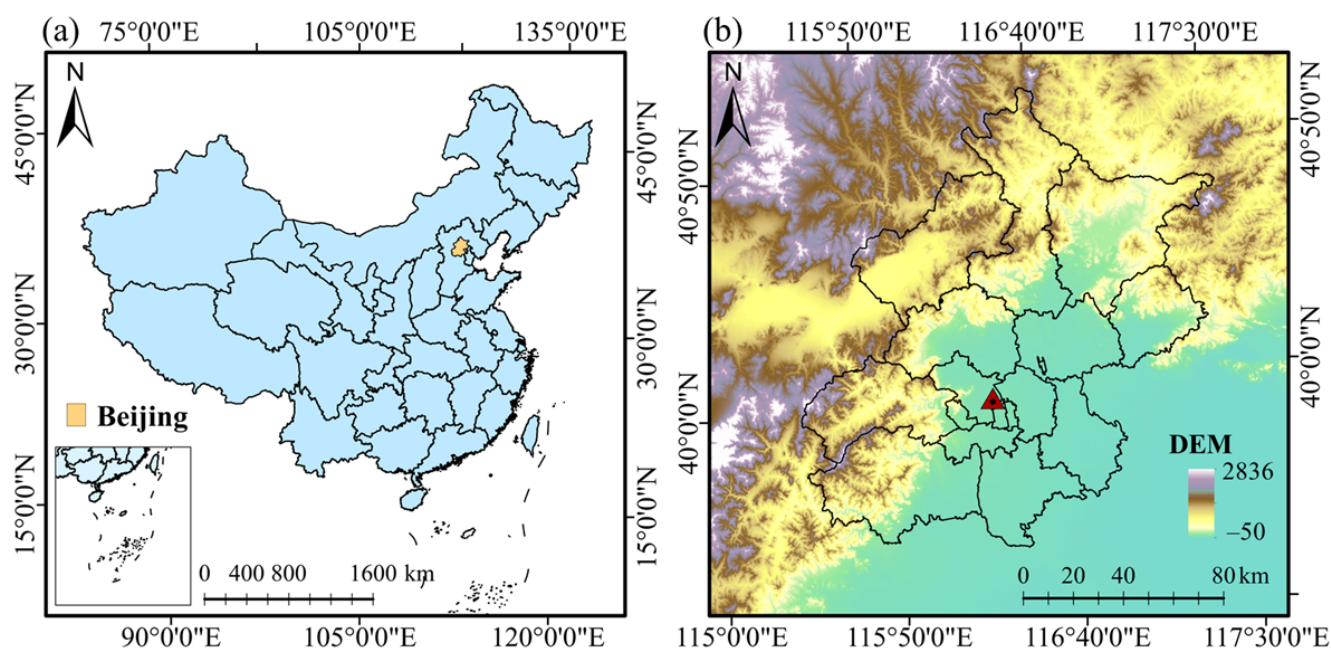 (a)
75°0'0"E
105°0'0"E
135°0'0"E
N
45°0'0"N
30°0'0"N
15°0'0"N
45°0'0"N
30°0'0"N
15°0'0"N
Beijing
0 400 800 1600 km
90°0'0"E
105°0'0"E
120°0'0"E
(b)
115°50'0"E
116°40'0"E
117°30'0"E
N
40°50'0"N
40°0'0"N
40°50'0"N
40°0'0"N
DEM
2836
–50
0 20 40 80 km
115°0'0"E
115°50'0"E
116°40'0"E
117°30'0"E